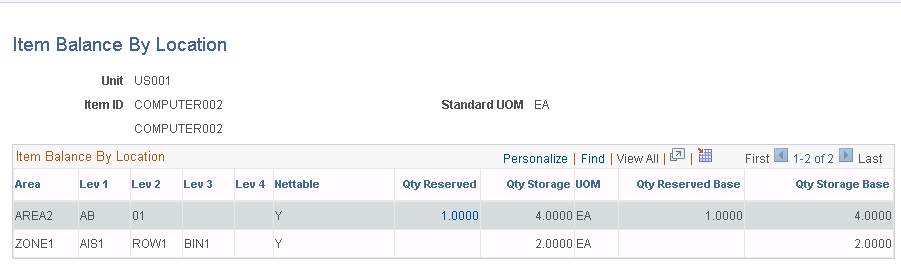 Item Balance By Location
Unit US001
Item ID COMPUTER002 Standard UOM EA
COMPUTER002
Item Balance By Location Personalize | Find | View All | | First 1-2 of 2 Last
Area Lev 1 Lev 2 Lev 3 Lev 4 Nettable Qty Reserved Qty Storage UOM Qty Reserved Base Qty Storage Base
AREA2 AB 01 Y 1.0000 4.0000 EA 1.0000 4.0000
ZONE1 AIS1 ROW1 BIN1 Y 2.0000 EA 2.0000